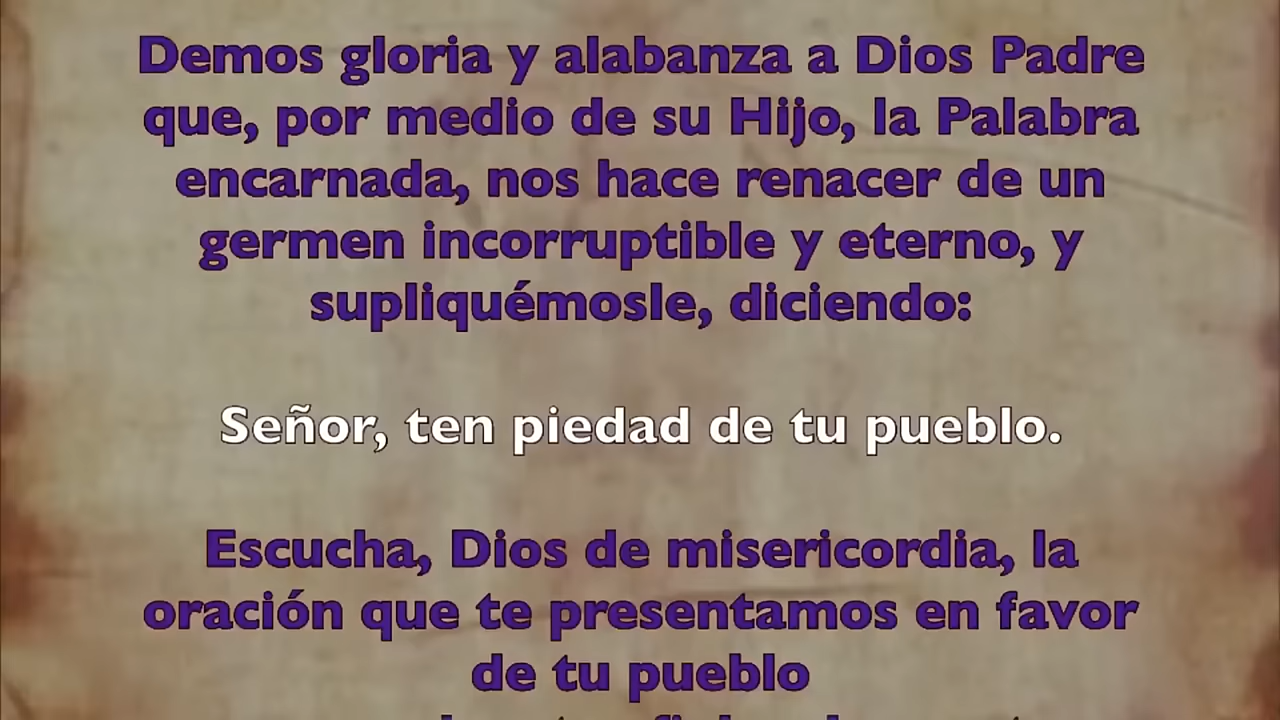 Demos gloria y alabanza a Dios Padre
que, por medio de su Hijo, la Palabra
encarnada, nos hace renacer de un
germen incorruptible y eterno, y
supliquémosle, diciendo:
Señor, ten piedad de tu pueblo.
Escucha, Dios de misericordia, la
oración que te presentamos en favor
de tu pueblo